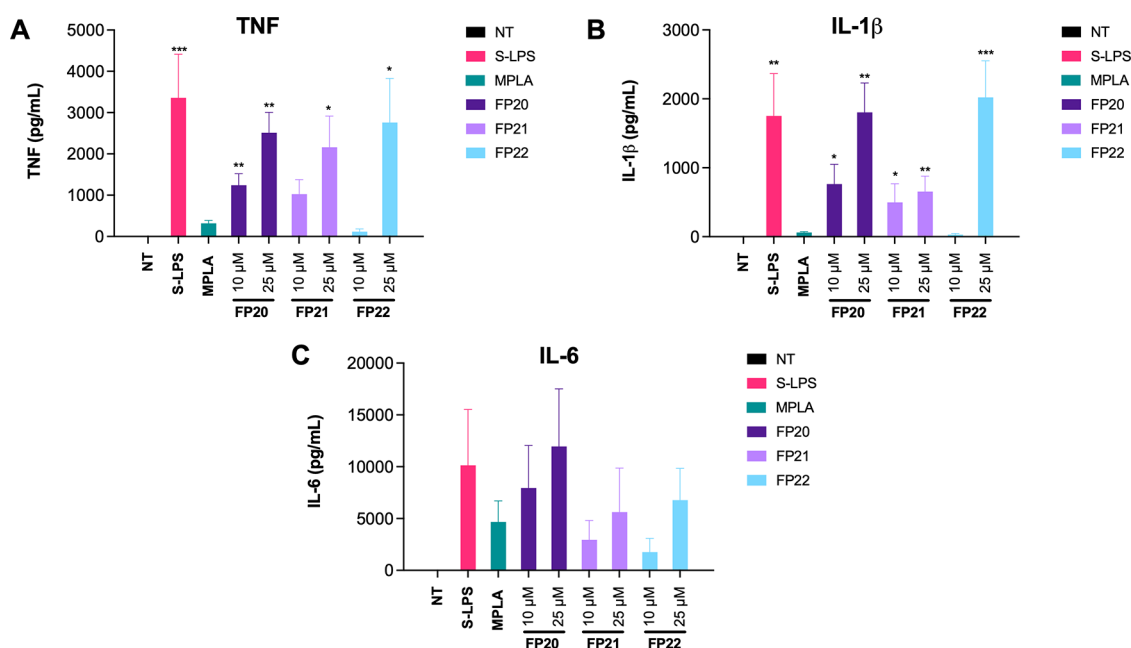 A
TNF
TNF (pg/mL)
5000
4000
3000
2000
1000
0
***
**
**
*
*
NT
S-LPS
MPLA
10 μM
25 μM
10 μM
25 μM
10 μM
25 μM
FP20
FP21
FP22
NT
S-LPS
MPLA
FP20
FP21
FP22
B
IL-1β
IL-1β (pg/mL)
3000
2000
1000
0
**
*
**
*
**
***
NT
S-LPS
MPLA
10 μM
25 μM
10 μM
25 μM
10 μM
25 μM
FP20
FP21
FP22
NT
S-LPS
MPLA
FP20
FP21
FP22
C
IL-6
IL-6 (pg/mL)
20000
15000
10000
5000
0
NT
S-LPS
MPLA
10 μM
25 μM
10 μM
25 μM
10 μM
25 μM
FP20
FP21
FP22
NT
S-LPS
MPLA
FP20
FP21
FP22